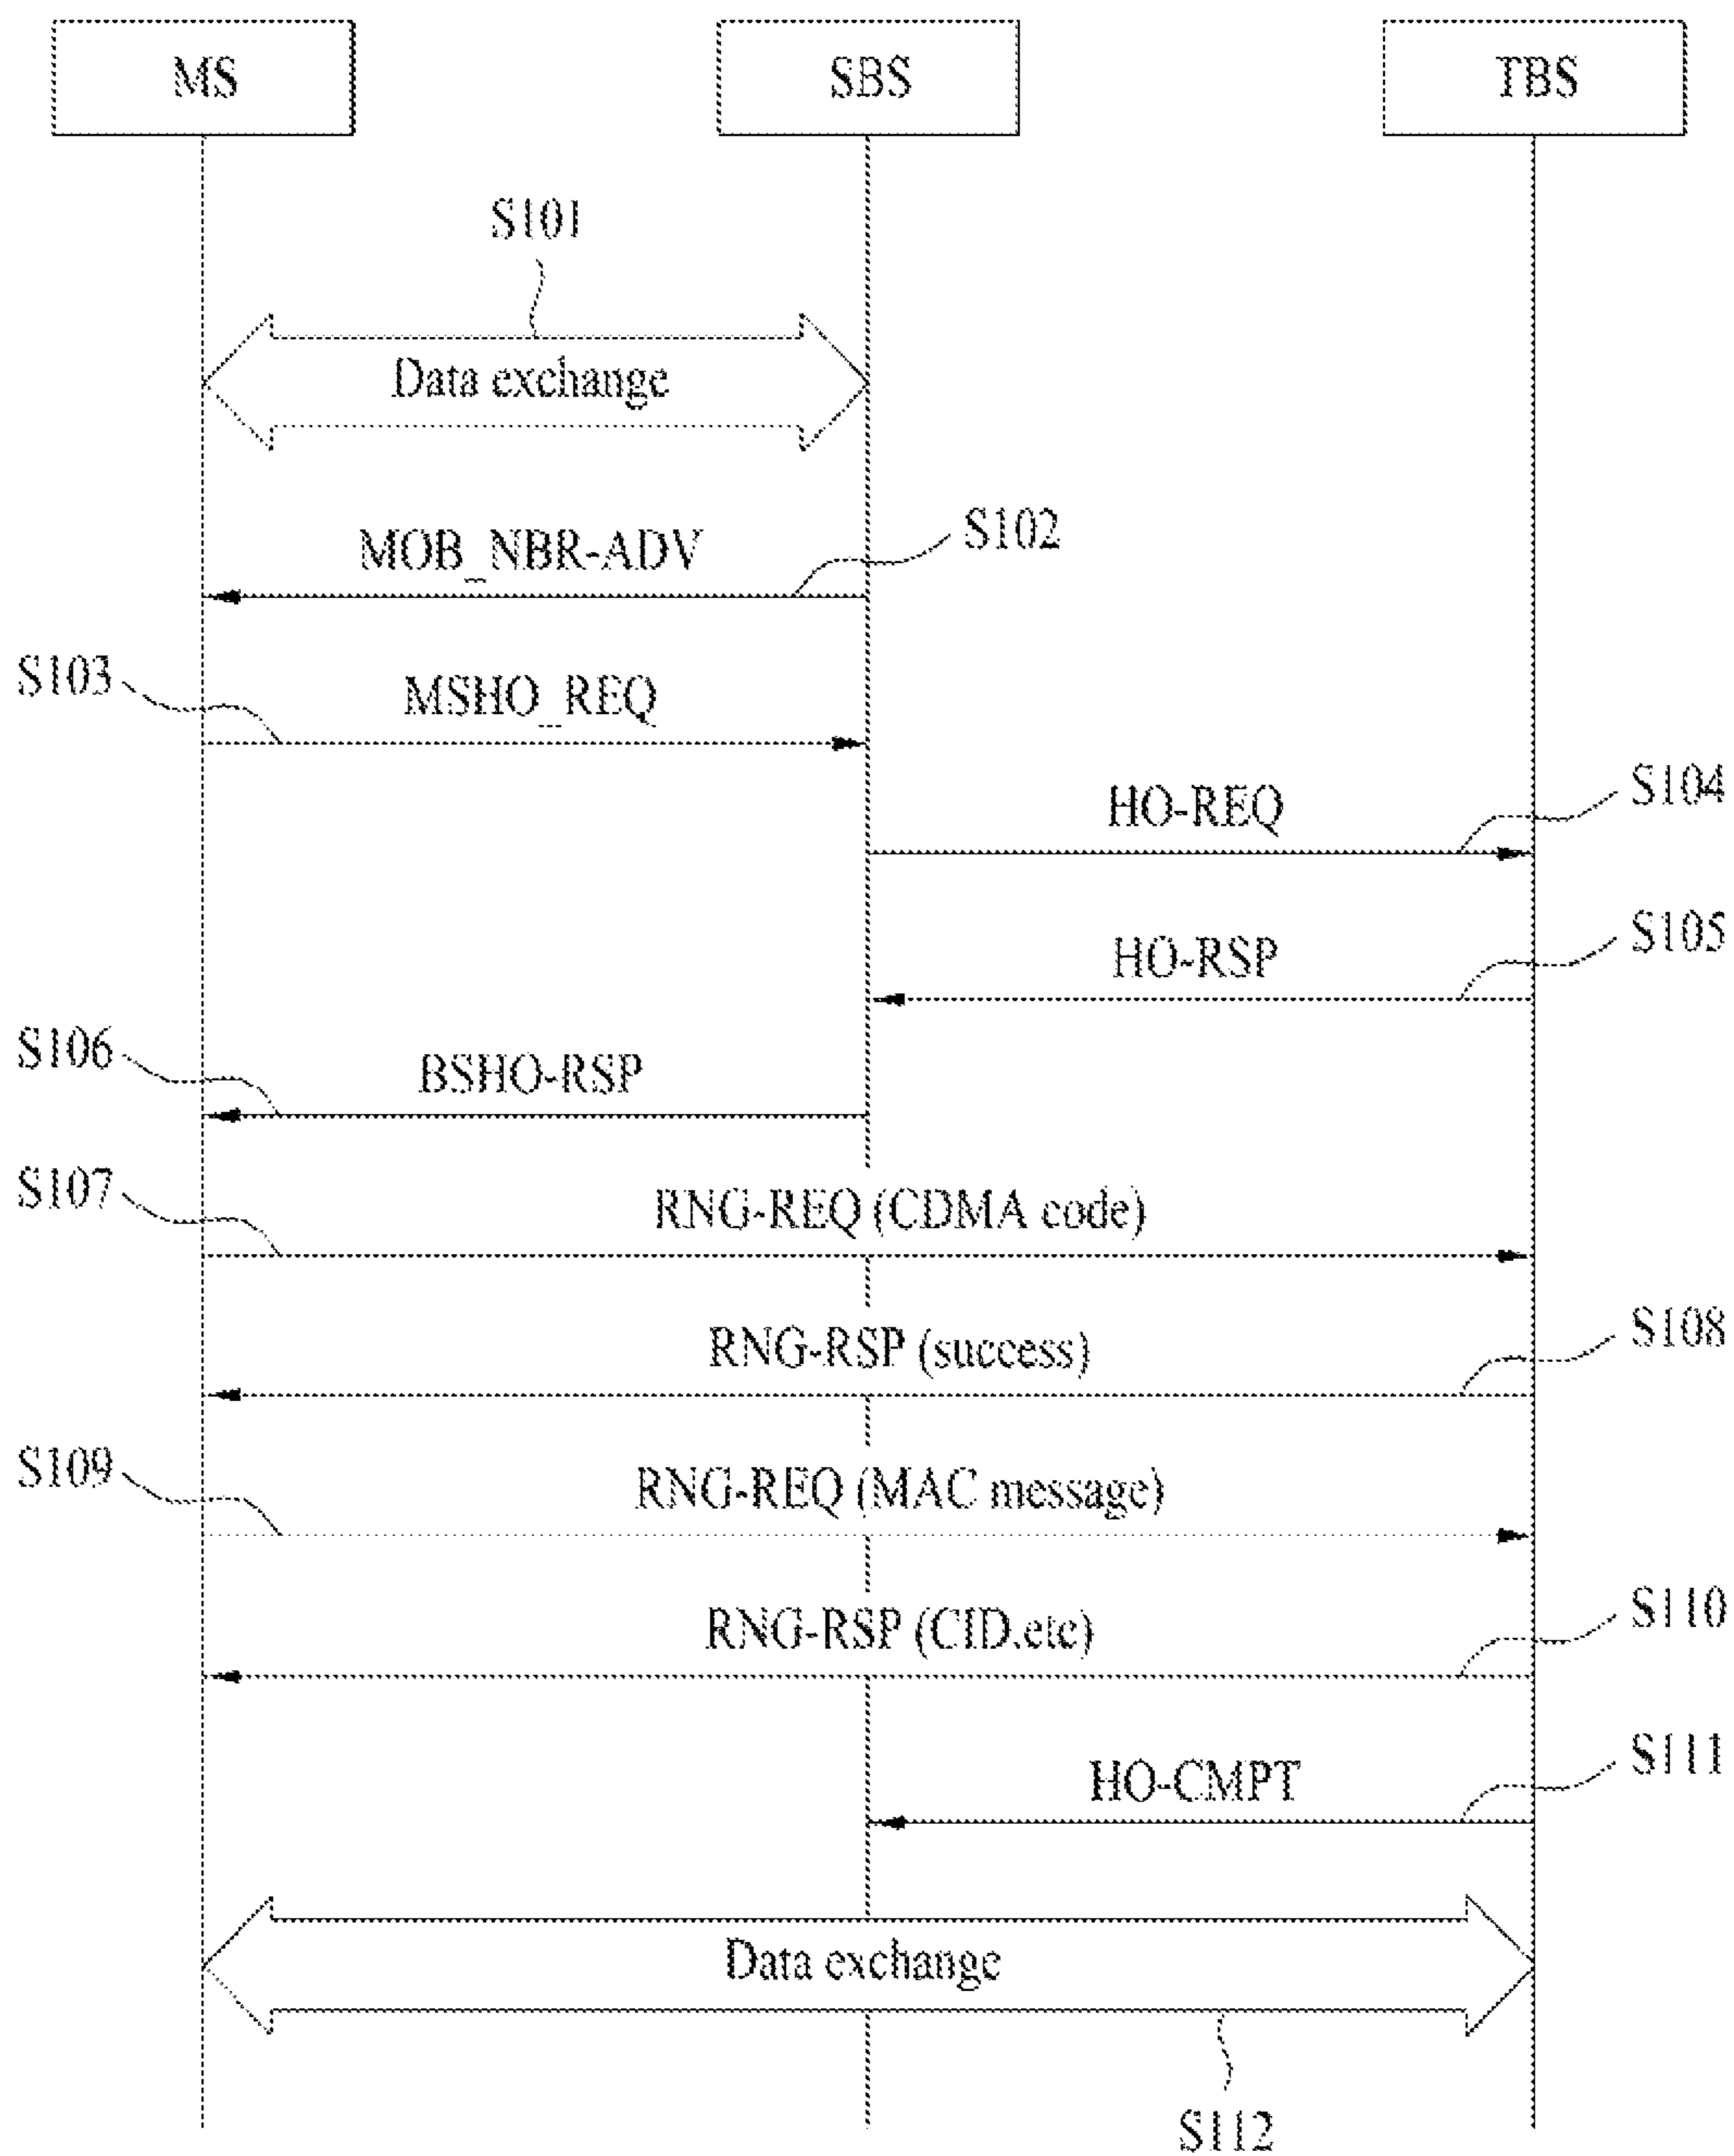 MS
SBS
TBS
S101
Data exchange
MOB_NBR-ADV
S102
S103
MSHO_REQ
HO-REQ
S104
HO-RSP
S105
S106
BSHO-RSP
S107
RNG-REQ (CDMA code)
RNG-RSP (success)
S108
S109
RNG-REQ (MAC message)
RNG-RSP (CID.etc)
S110
HO-CMPT
S111
Data exchange
S112